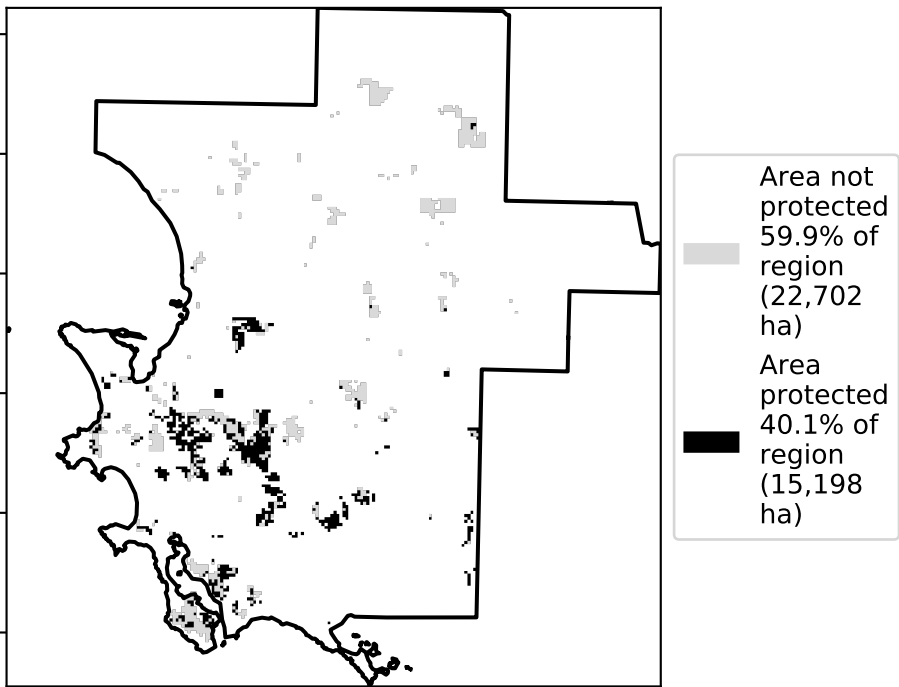 Area not
protected
59.9% of
region
(22,702
ha)
Area
protected
40.1% of
region
(15,198
ha)